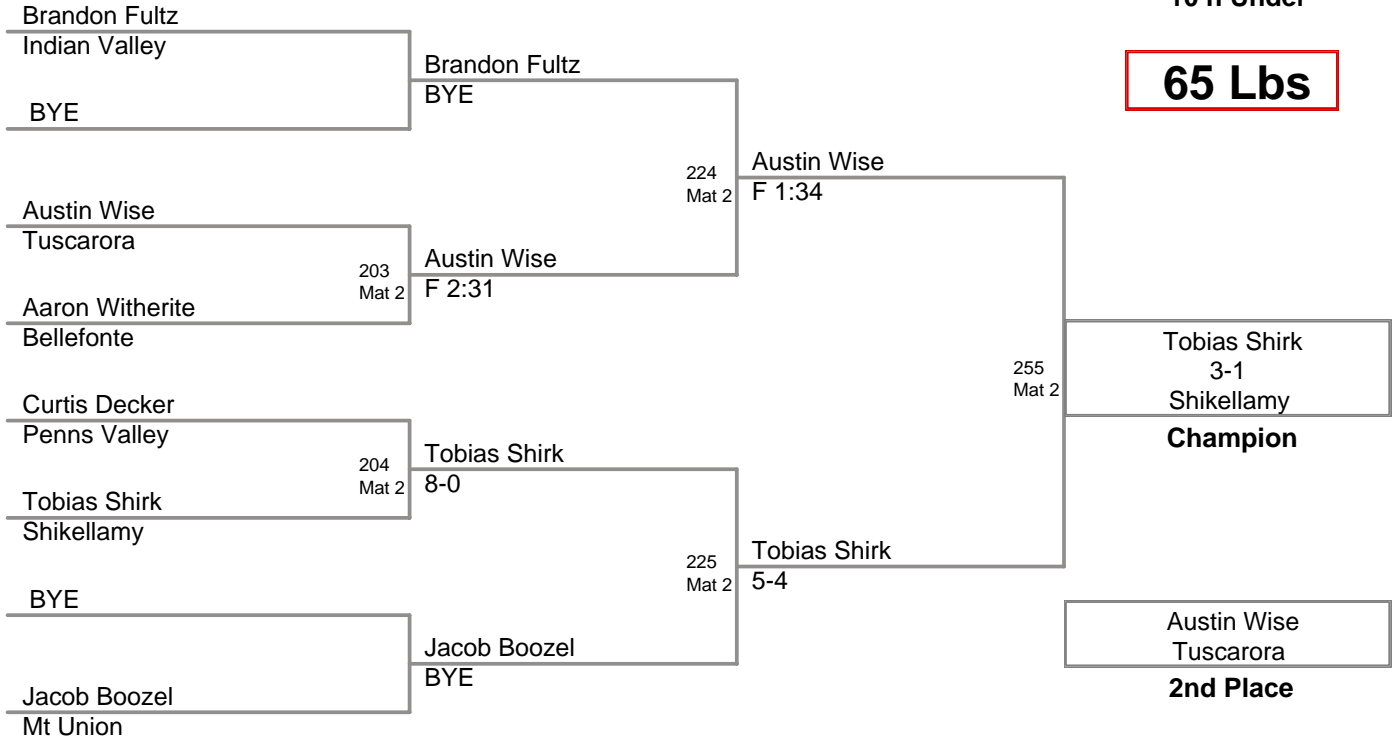 10 n Under
65 Lbs
Brandon Fultz
Indian Valley
BYE
Austin Wise
Tuscarora
Aaron Witherite
Bellefonte
Curtis Decker
Penns Valley
Tobias Shirk
Shikellamy
BYE
Jacob Boozel
Mt Union
Brandon Fultz
BYE
203
Mat 2
Austin Wise
F 2:31
204
Mat 2
Tobias Shirk
8-0
Jacob Boozel
BYE
224
Mat 2
Austin Wise
F 1:34
225
Mat 2
Tobias Shirk
5-4
255
Mat 2
Tobias Shirk
3-1
Shikellamy
Champion
Austin Wise
Tuscarora
2nd Place